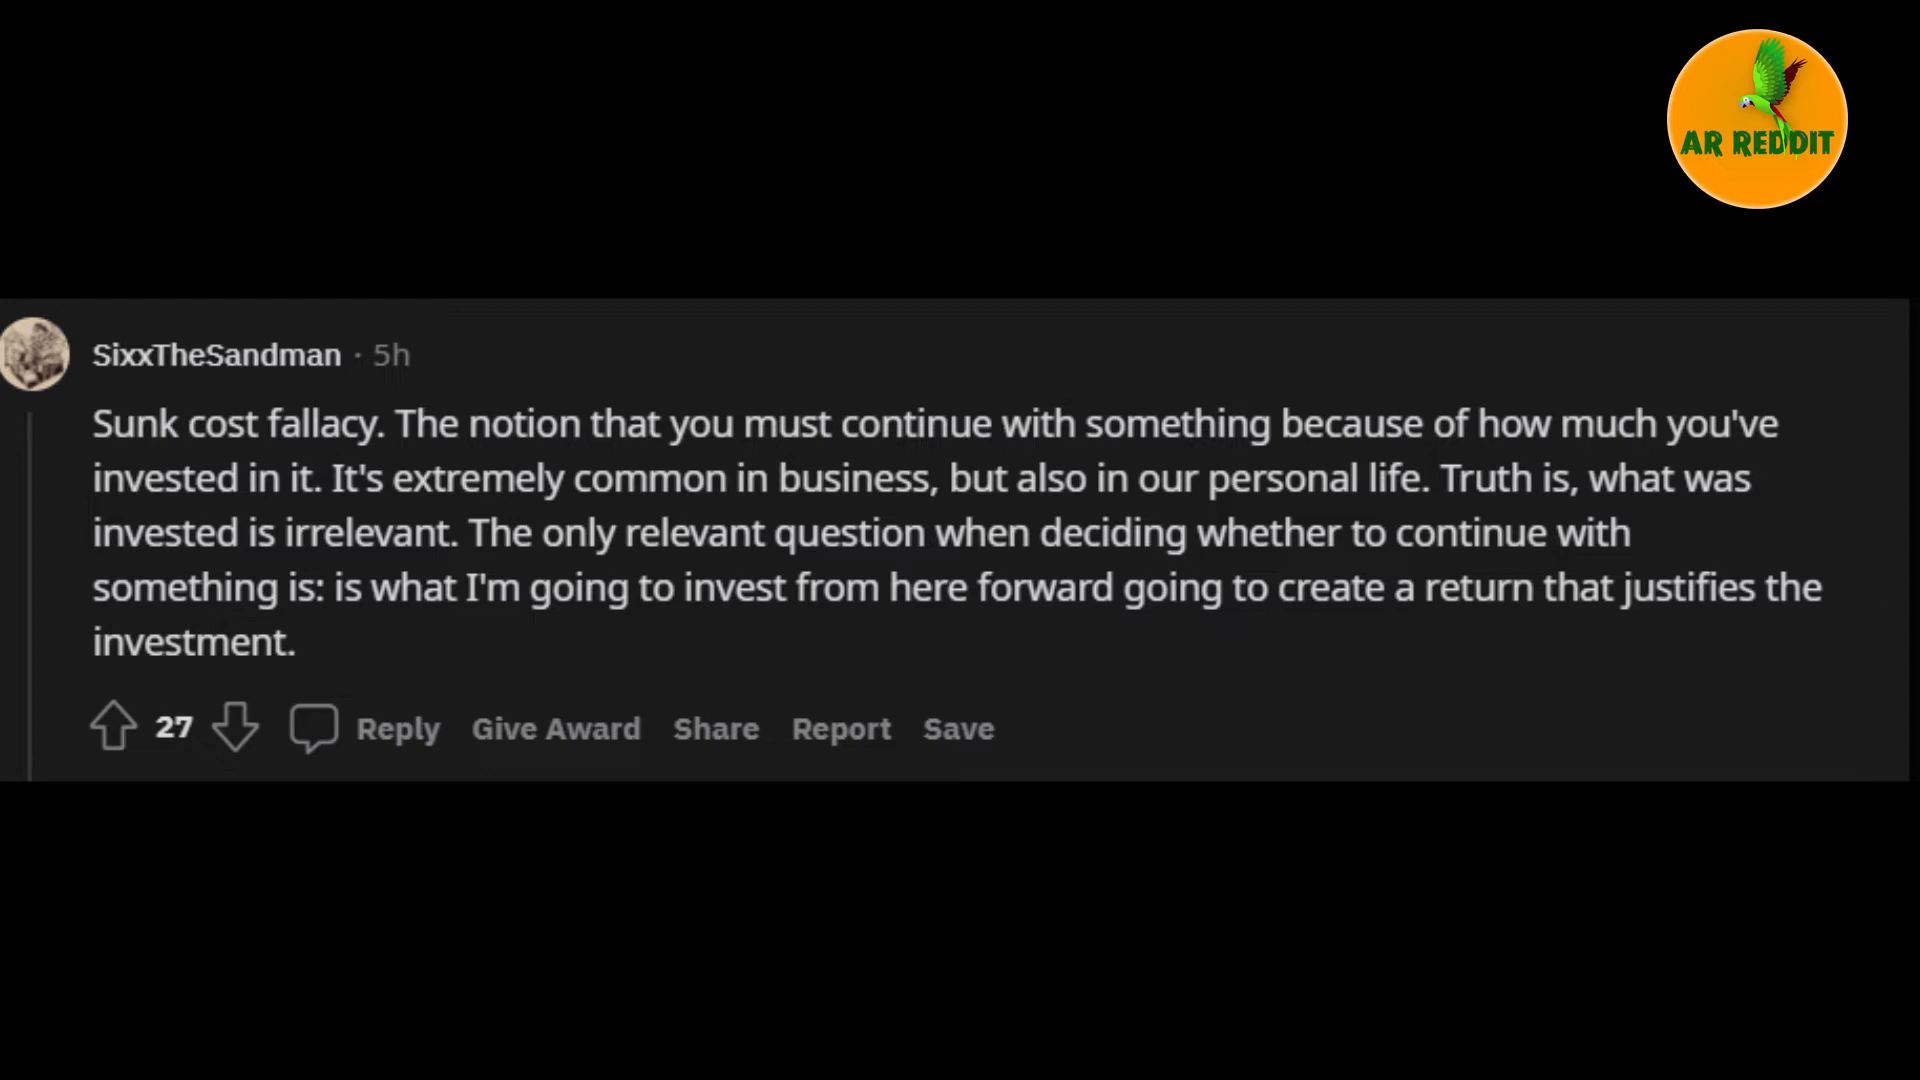 AR REDDIT
SixxTheSandman · 5h
Sunk cost fallacy. The notion that you must continue with something because of how much you've
invested in it. It's extremely common in business, but also in our personal life. Truth is, what was
invested is irrelevant. The only relevant question when deciding whether to continue with
something is: is what I'm going to invest from here forward going to create a return that justifies the
investment.
27 Reply Give Award Share Report Save